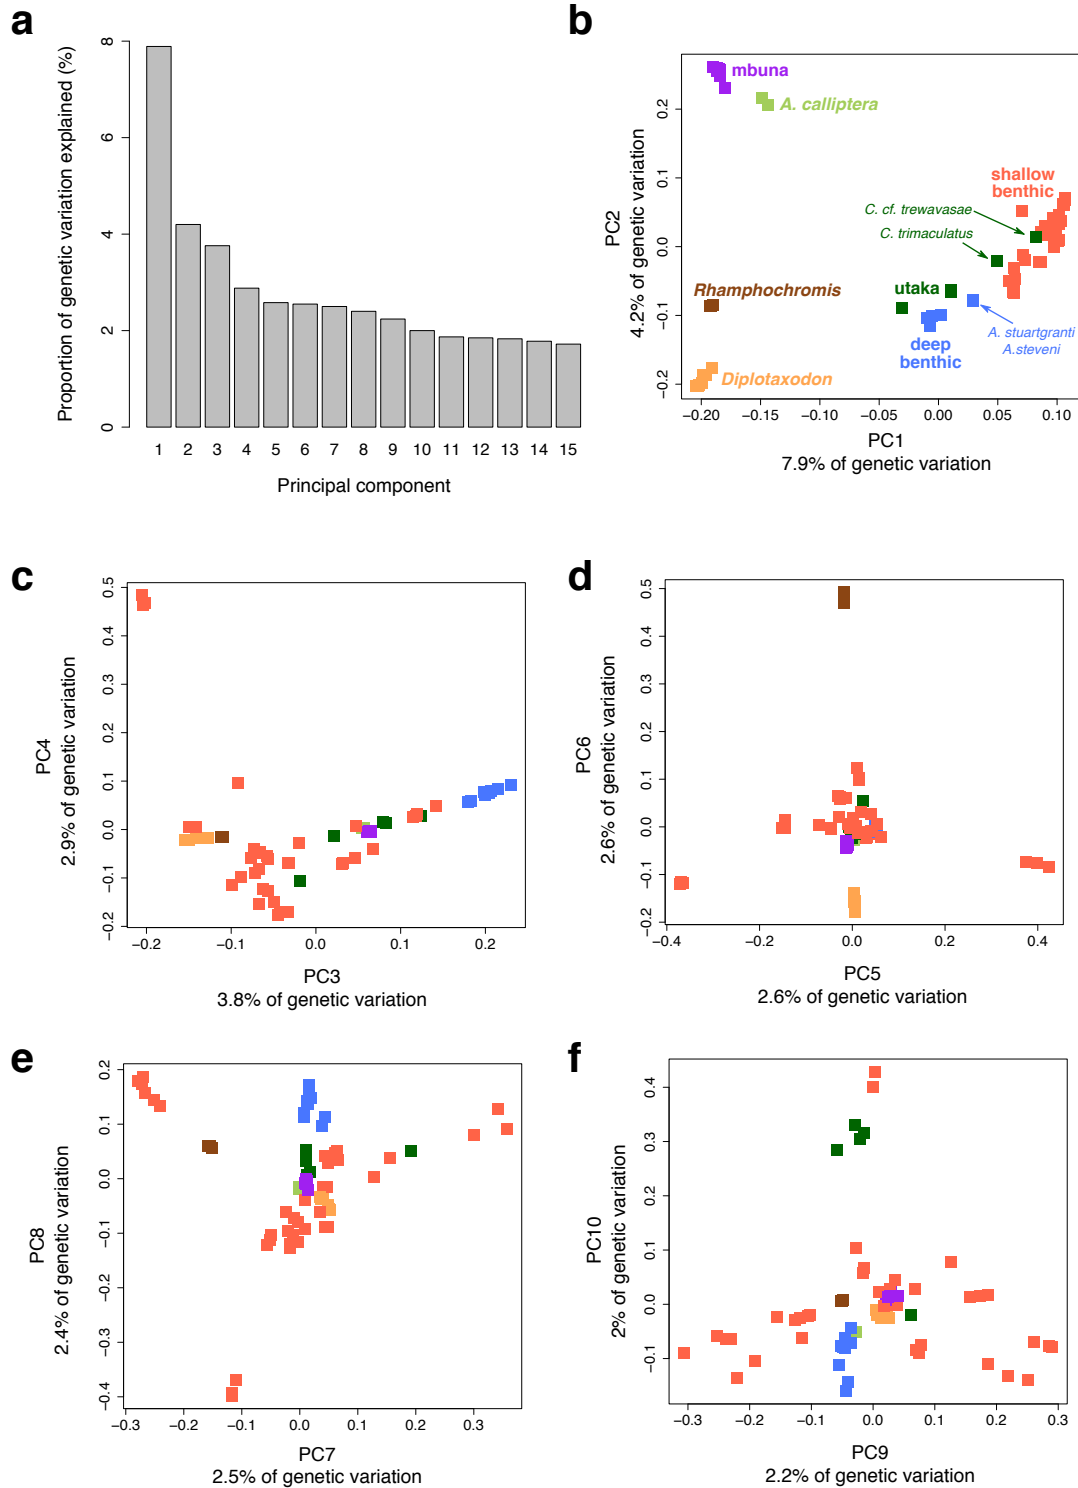 a
Proportion of genetic variation explained (%)
0
2
4
6
8
1 2 3 4 5 6 7 8 9 10 11 12 13 14 15
Principal component
b
PC2
4.2% of genetic variation
−0.2
−0.1
0.0
0.1
0.2
mbuna
A. calliptera
shallow
benthic
C. cf. trewavasae
C. trimaculatus
Rhamphochromis
utaka
deep
benthic
A. stuartgranti
A.steveni
Diplotaxodon
−0.20 −0.15 −0.10 −0.05 0.00 0.05 0.10
PC1
7.9% of genetic variation
c
PC4
2.9% of genetic variation
−0.2
−0.1
0.0
0.1
0.2
0.3
0.4
0.5
−0.2 −0.1 0.0 0.1 0.2
PC3
3.8% of genetic variation
d
PC6
2.6% of genetic variation
−0.2
−0.1
0.0
0.1
0.2
0.3
0.4
0.5
−0.4 −0.2 0.0 0.2 0.4
PC5
2.6% of genetic variation
e
PC8
2.4% of genetic variation
−0.4
−0.3
−0.2
−0.1
0.0
0.1
0.2
−0.3 −0.2 −0.1 0.0 0.1 0.2 0.3
PC7
2.5% of genetic variation
f
PC10
2% of genetic variation
−0.1
0.0
0.1
0.2
0.3
0.4
−0.3 −0.2 −0.1 0.0 0.1 0.2 0.3
PC9
2.2% of genetic variation